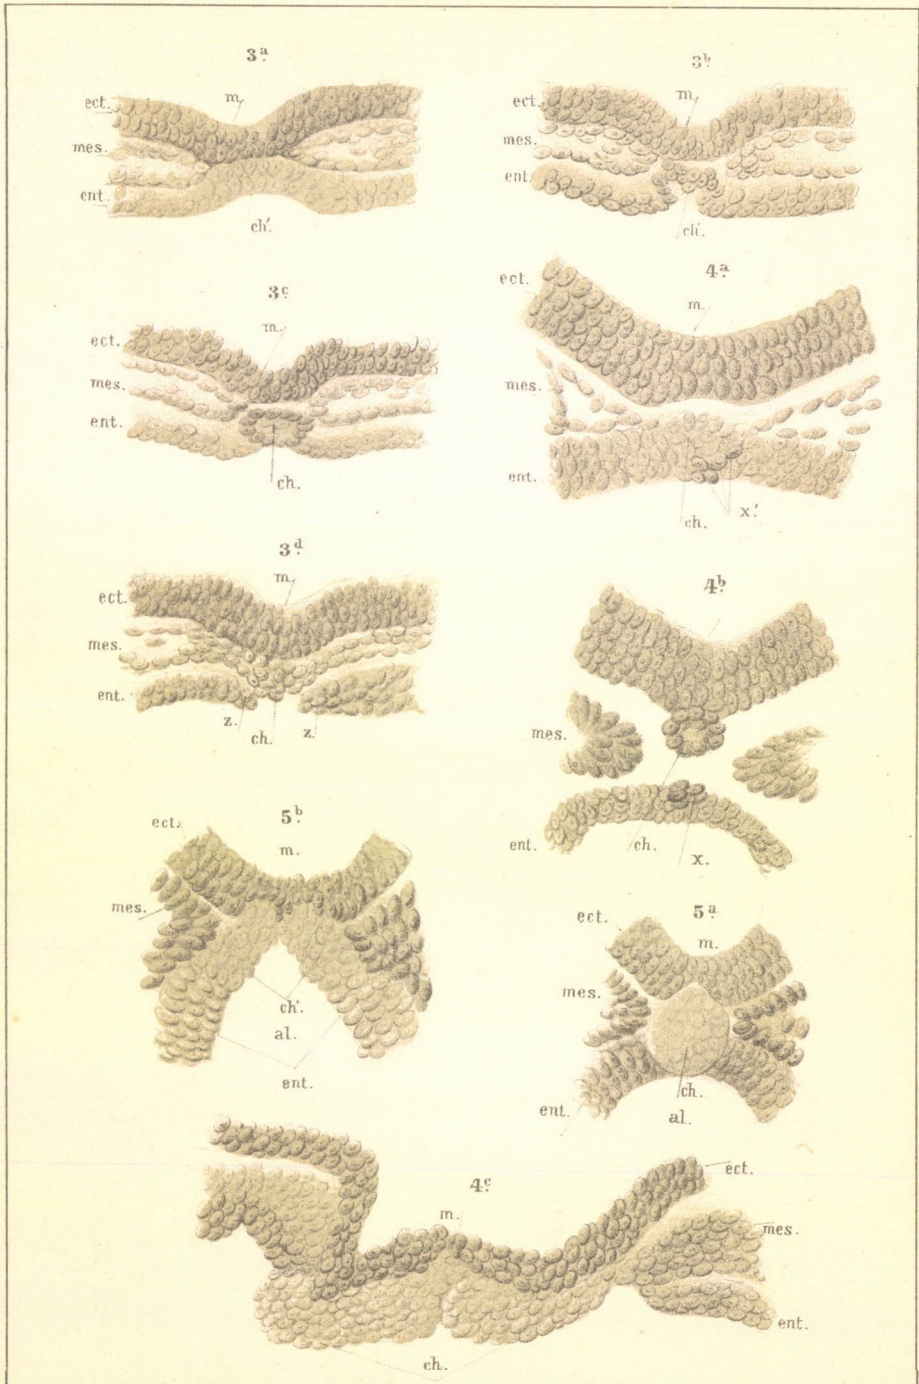 3ª.
ect.
m.
mes.
ent.
ch'.
3ᵇ.
ect.
m.
mes.
ent.
ch'.
3ᶜ.
ect.
m.
mes.
ent.
ch.
4ª.
ect.
m.
mes.
ent.
ch.
x'.
3ᵈ.
ect.
m.
mes.
ent.
z.
ch.
z.
4ᵇ.
mes.
ent.
ch.
x.
5ᵇ.
ect.
m.
mes.
ch'.
al.
ent.
5ª.
ect.
m.
mes.
ch.
ent.
al.
4ᶜ.
ect.
m.
mes.
ent.
ch.